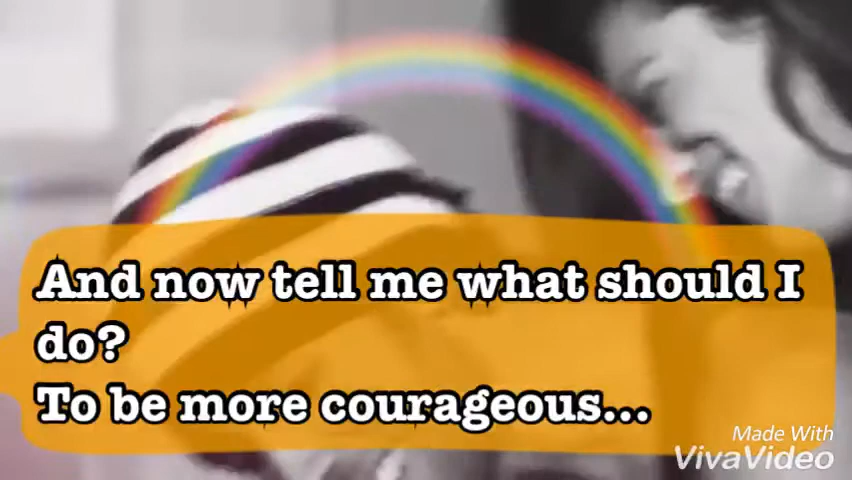 And now tell me what should I
do?
To be more courageous...
Made With
VivaVideo